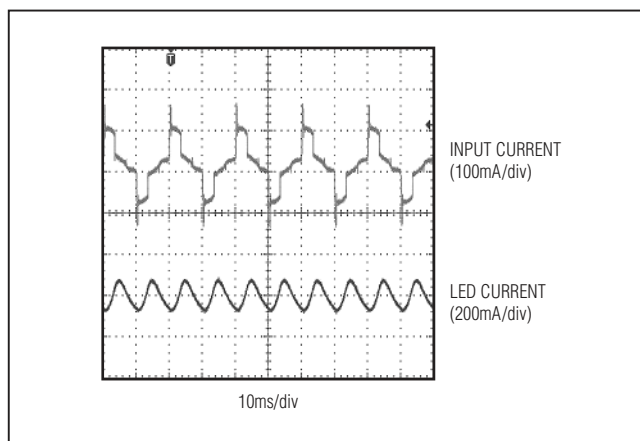 T
INPUT CURRENT
(100mA/div)
LED CURRENT
(200mA/div)
10ms/div